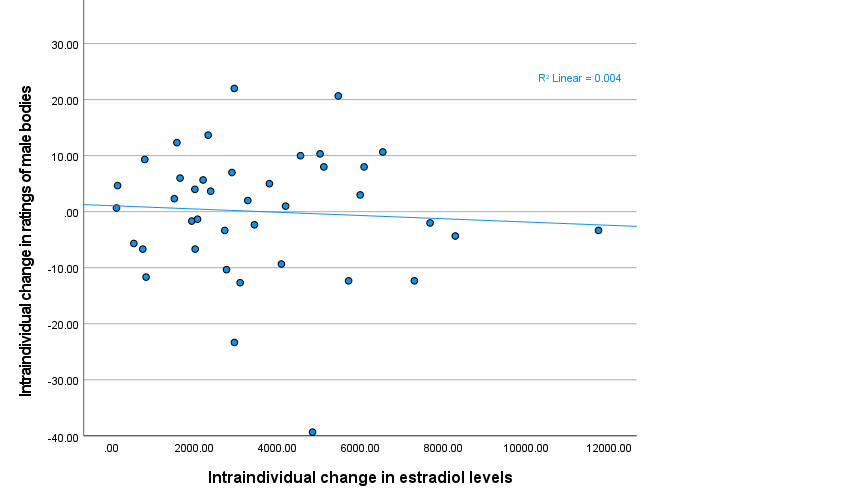 Intraindividual change in ratings of male bodies
30.00
20.00
10.00
.00
-10.00
-20.00
-30.00
-40.00
R² Linear = 0.004
.00 2000.00 4000.00 6000.00 8000.00 10000.00 12000.00
Intraindividual change in estradiol levels